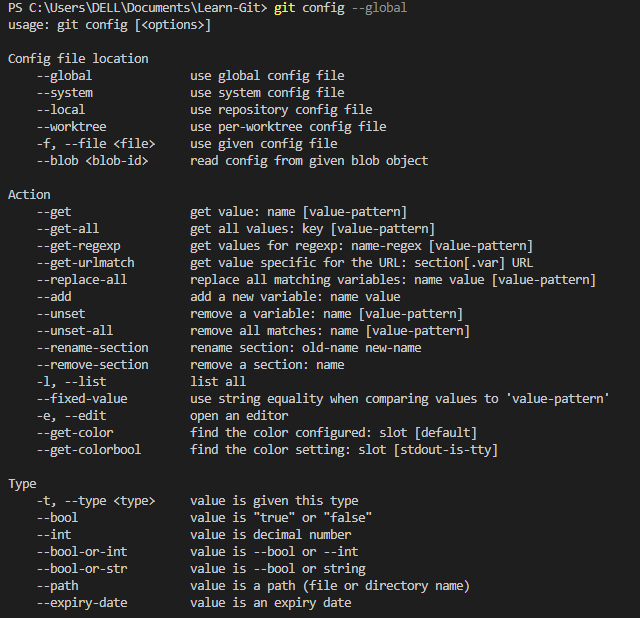 PS C:\Users\DELL\Documents\Learn-Git> git config --global
usage: git config [<options>]

Config file location
    --global              use global config file
    --system              use system config file
    --local               use repository config file
    --worktree            use per-worktree config file
    -f, --file <file>     use given config file
    --blob <blob-id>      read config from given blob object

Action
    --get                 get value: name [value-pattern]
    --get-all             get all values: key [value-pattern]
    --get-regexp          get values for regexp: name-regex [value-pattern]
    --get-urlmatch        get value specific for the URL: section[.var] URL
    --replace-all         replace all matching variables: name value [value-pattern]
    --add                 add a new variable: name value
    --unset               remove a variable: name [value-pattern]
    --unset-all           remove all matches: name [value-pattern]
    --rename-section      rename section: old-name new-name
    --remove-section      remove a section: name
    -l, --list            list all
    --fixed-value         use string equality when comparing values to 'value-pattern'
    -e, --edit            open an editor
    --get-color           find the color configured: slot [default]
    --get-colorbool       find the color setting: slot [stdout-is-tty]

Type
    -t, --type <type>     value is given this type
    --bool                value is "true" or "false"
    --int                 value is decimal number
    --bool-or-int         value is --bool or --int
    --bool-or-str         value is --bool or string
    --path                value is a path (file or directory name)
    --expiry-date         value is an expiry date